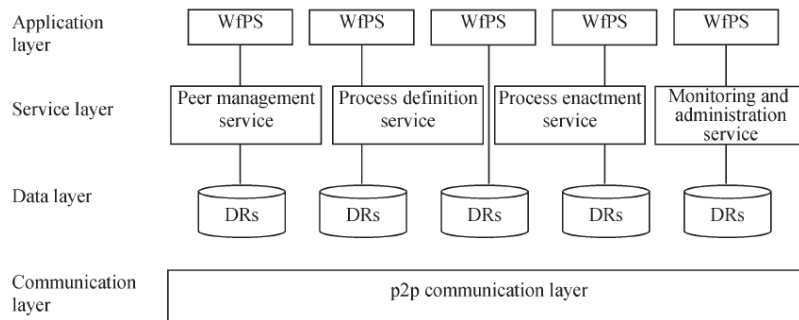 Application
layer
WfPS
WfPS
WfPS
WfPS
WfPS
Service layer
Peer management
service
Process definition
service
Process enactment
service
Monitoring and
administration
service
Data layer
DRs
DRs
DRs
DRs
DRs
Communication
layer
p2p communication layer